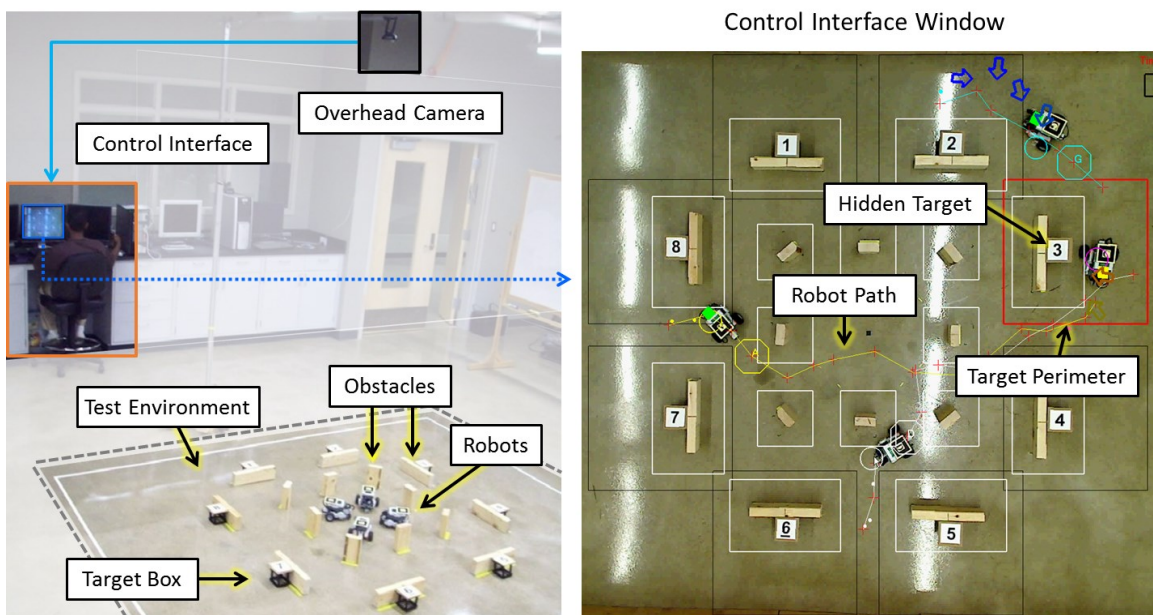 Control Interface Window
Overhead Camera
Control Interface
Test Environment
Obstacles
Robots
Target Box
1
2
Hidden Target
3
8
Robot Path
G
A
Target Perimeter
7
4
6
5